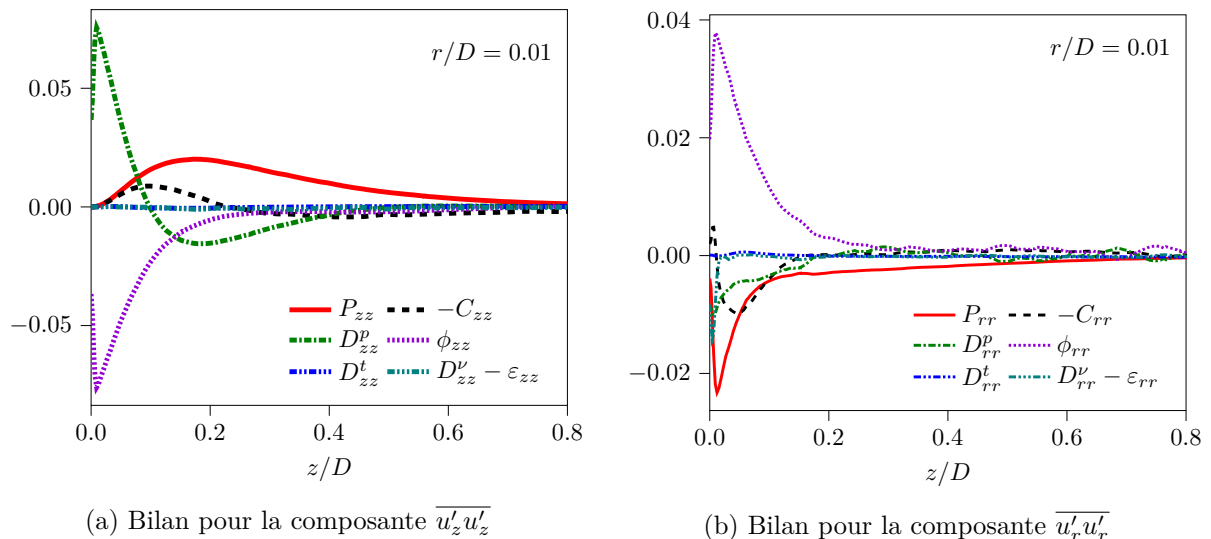 r/D = 0.01
0.05
0.00
−0.05
P_zz
−C_zz
D^p_zz
ϕ_zz
D^t_zz
D^ν_zz − ε_zz
0.0 0.2 0.4 0.6 0.8
z/D
(a) Bilan pour la composante u′_z u′_z
r/D = 0.01
0.04
0.02
0.00
−0.02
P_rr
−C_rr
D^p_rr
ϕ_rr
D^t_rr
D^ν_rr − ε_rr
0.0 0.2 0.4 0.6 0.8
z/D
(b) Bilan pour la composante u′_r u′_r